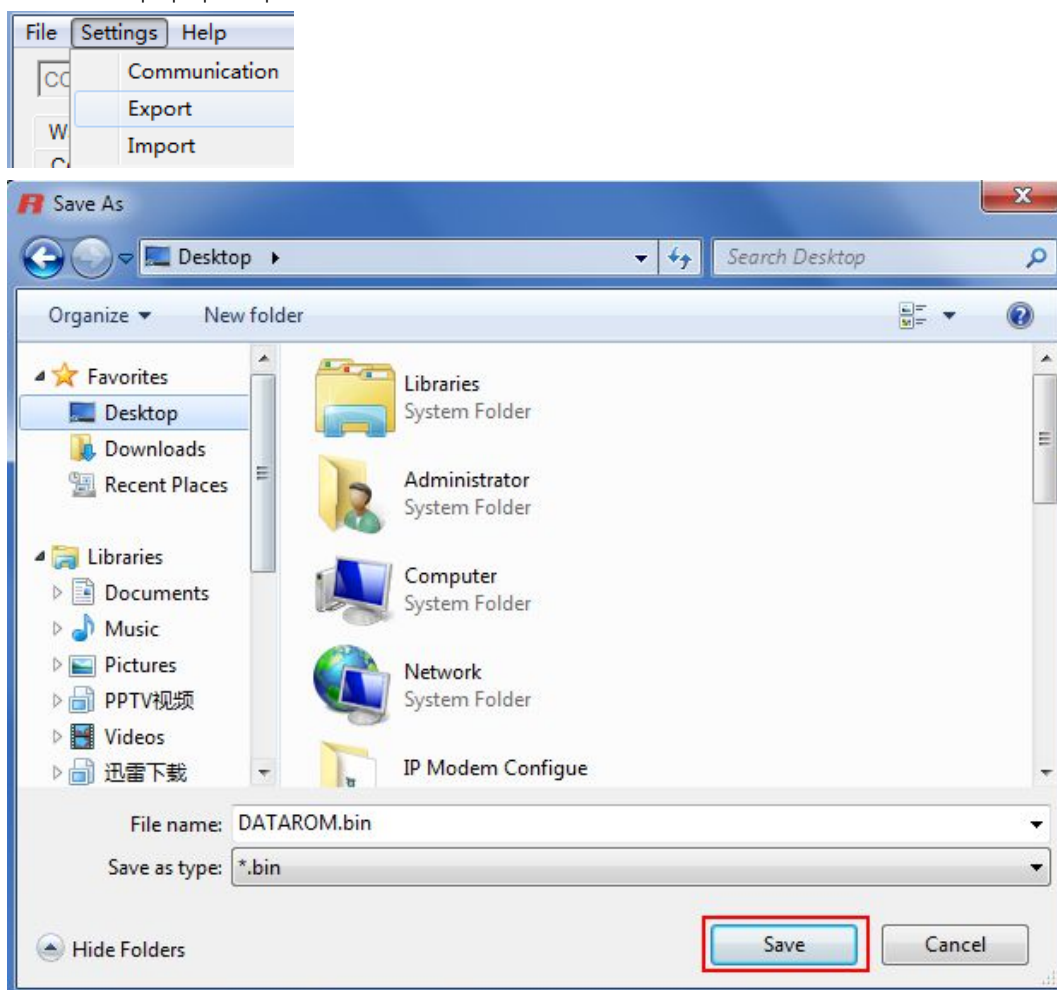 File Settings Help
Communication
Export
Import
Save As
Desktop
Search Desktop
Organize New folder
Favorites
Desktop
Downloads
Recent Places
Libraries
Documents
Music
Pictures
PPTV视频
Videos
迅雷下载
Libraries
System Folder
Administrator
System Folder
Computer
System Folder
Network
System Folder
IP Modem Configue
File name: DATAROM.bin
Save as type: *.bin
Hide Folders
Save Cancel